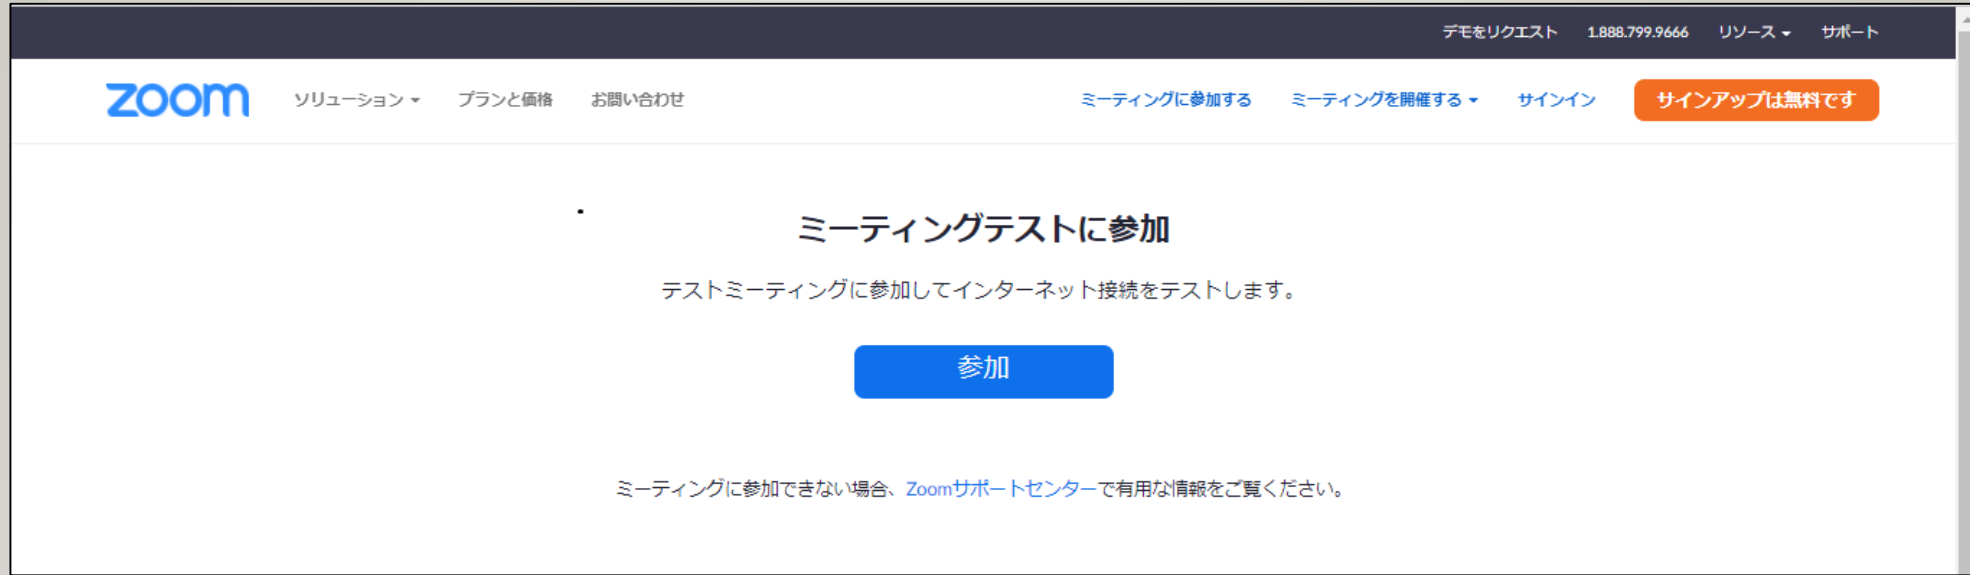 デモをリクエスト 1.888.799.9666 リソース サポート
zoom ソリューション プランと価格 お問い合わせ ミーティングに参加する ミーティングを開催する サインイン サインアップは無料です
ミーティングテストに参加
テストミーティングに参加してインターネット接続をテストします。
参加
ミーティングに参加できない場合、Zoomサポートセンターで有用な情報をご覧ください。